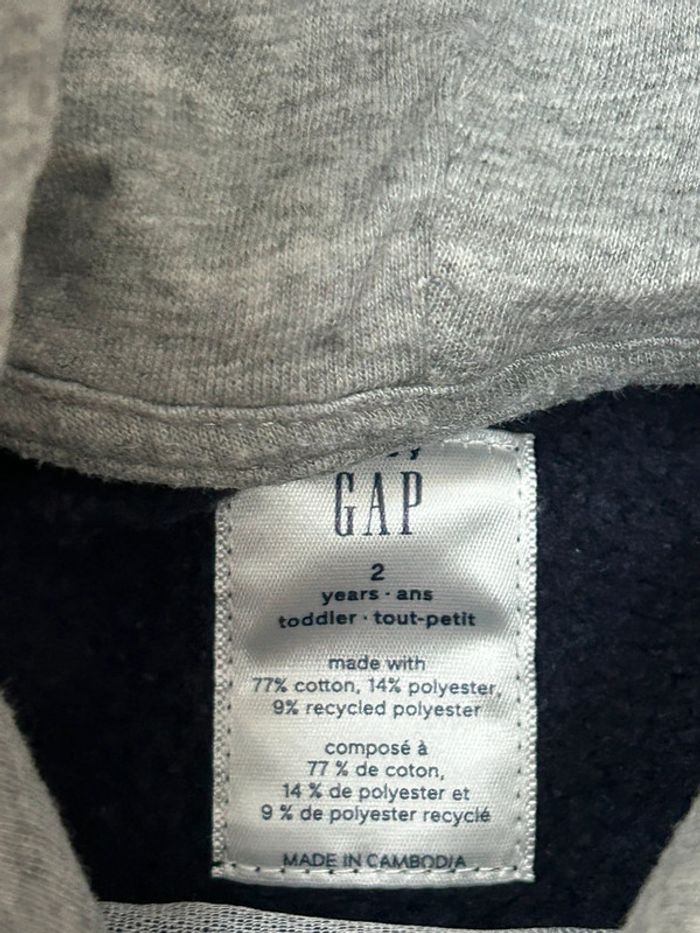 GAP
2
years · ans
toddler · tout-petit
made with
77% cotton, 14% polyester,
9% recycled polyester
composé à
77 % de coton,
14 % de polyester et
9 % de polyester recyclé
MADE IN CAMBODIA